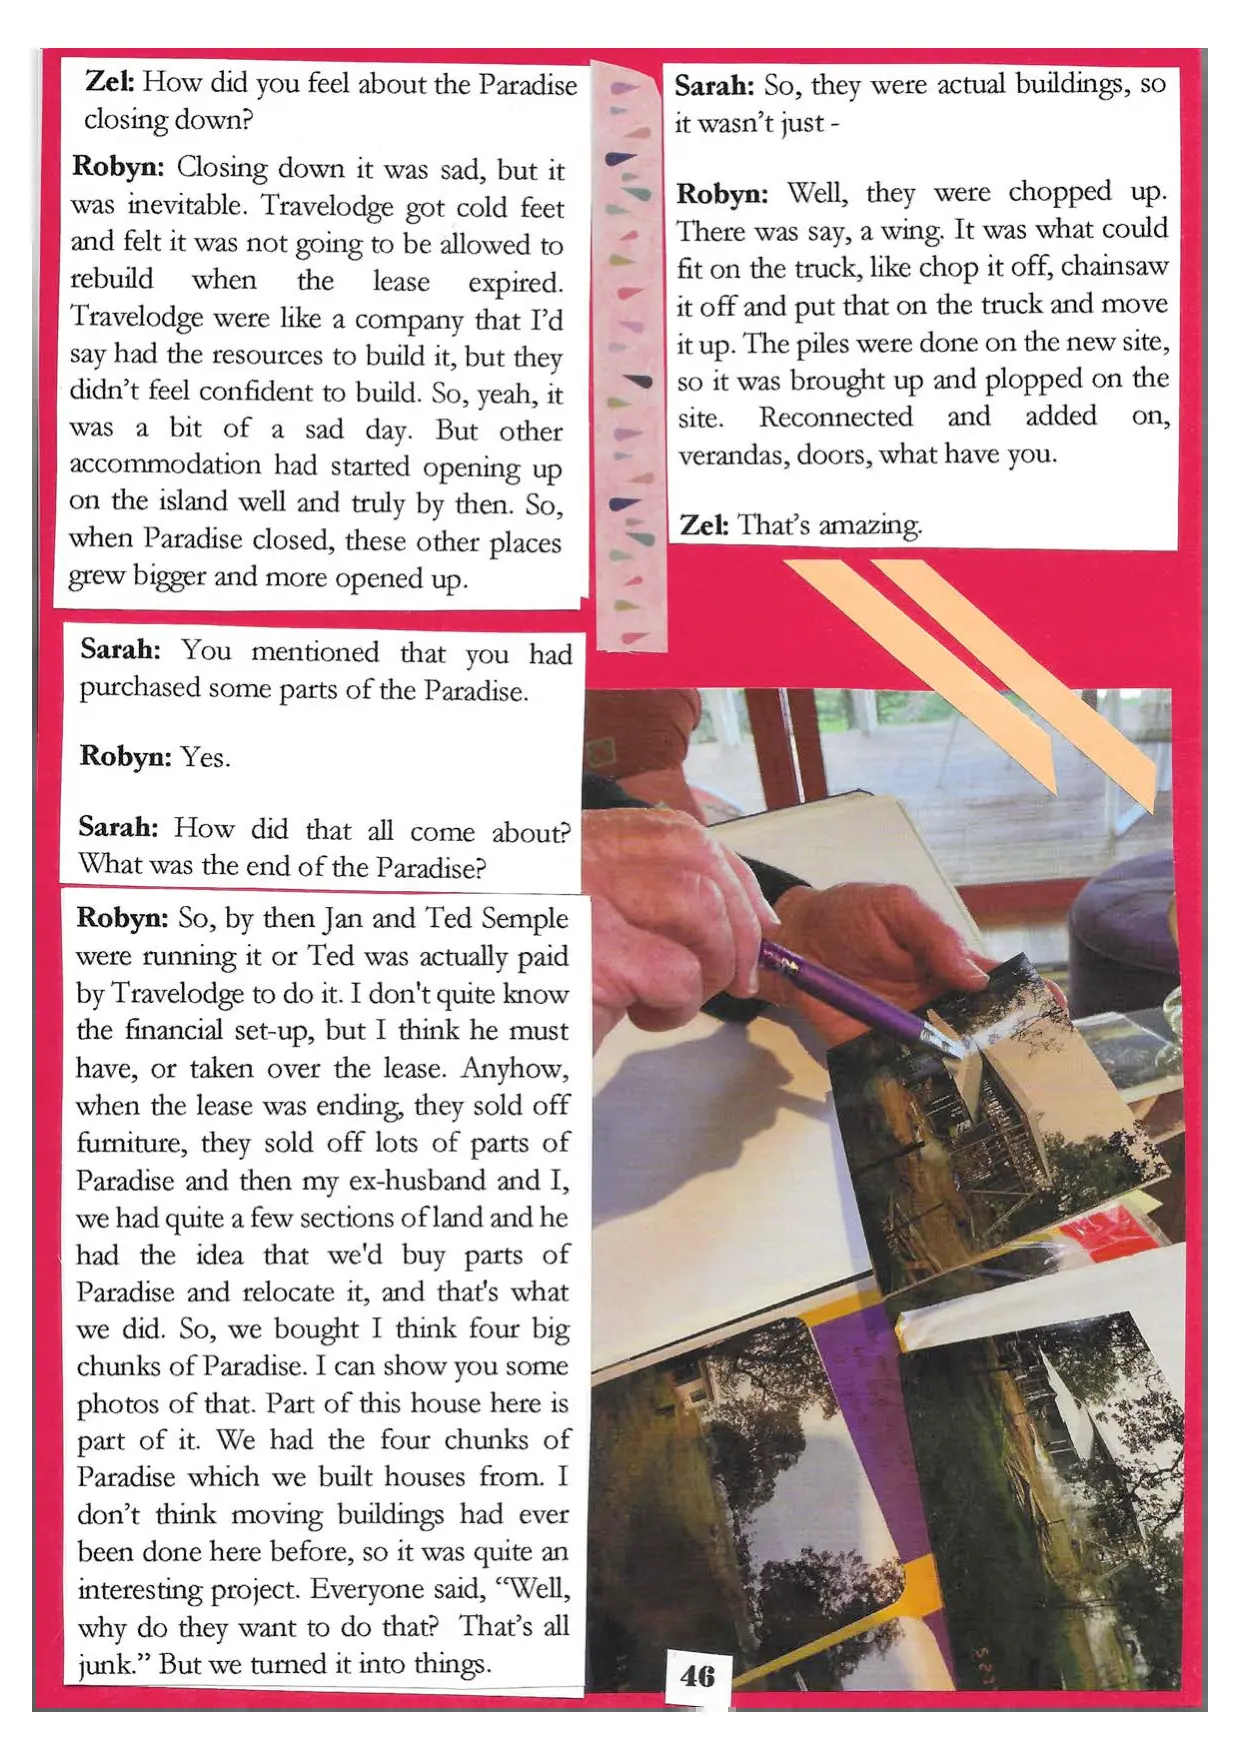 Zel: How did you feel about the Paradise
closing down?
Robyn: Closing down it was sad, but it
was inevitable. Travelodge got cold feet
and felt it was not going to be allowed to
rebuild when the lease expired.
Travelodge were like a company that I'd
say had the resources to build it, but they
didn't feel confident to build. So, yeah, it
was a bit of a sad day. But other
accommodation had started opening up
on the island well and truly by then. So,
when Paradise closed, these other places
grew bigger and more opened up.
Sarah: You mentioned that you had
purchased some parts of the Paradise.
Robyn: Yes.
Sarah: How did that all come about?
What was the end of the Paradise?
Robyn: So, by then Jan and Ted Semple
were running it or Ted was actually paid
by Travelodge to do it. I don't quite know
the financial set-up, but I think he must
have, or taken over the lease. Anyhow,
when the lease was ending, they sold off
furniture, they sold off lots of parts of
Paradise and then my ex-husband and I,
we had quite a few sections of land and he
had the idea that we'd buy parts of
Paradise and relocate it, and that's what
we did. So, we bought I think four big
chunks of Paradise. I can show you some
photos of that. Part of this house here is
part of it. We had the four chunks of
Paradise which we built houses from. I
don't think moving buildings had ever
been done here before, so it was quite an
interesting project. Everyone said, "Well,
why do they want to do that? That's all
junk." But we turned it into things.
Sarah: So, they were actual buildings, so
it wasn't just -
Robyn: Well, they were chopped up.
There was say, a wing. It was what could
fit on the truck, like chop it off, chainsaw
it off and put that on the truck and move
it up. The piles were done on the new site,
so it was brought up and plopped on the
site. Reconnected and added on,
verandas, doors, what have you.
Zel: That's amazing.
46